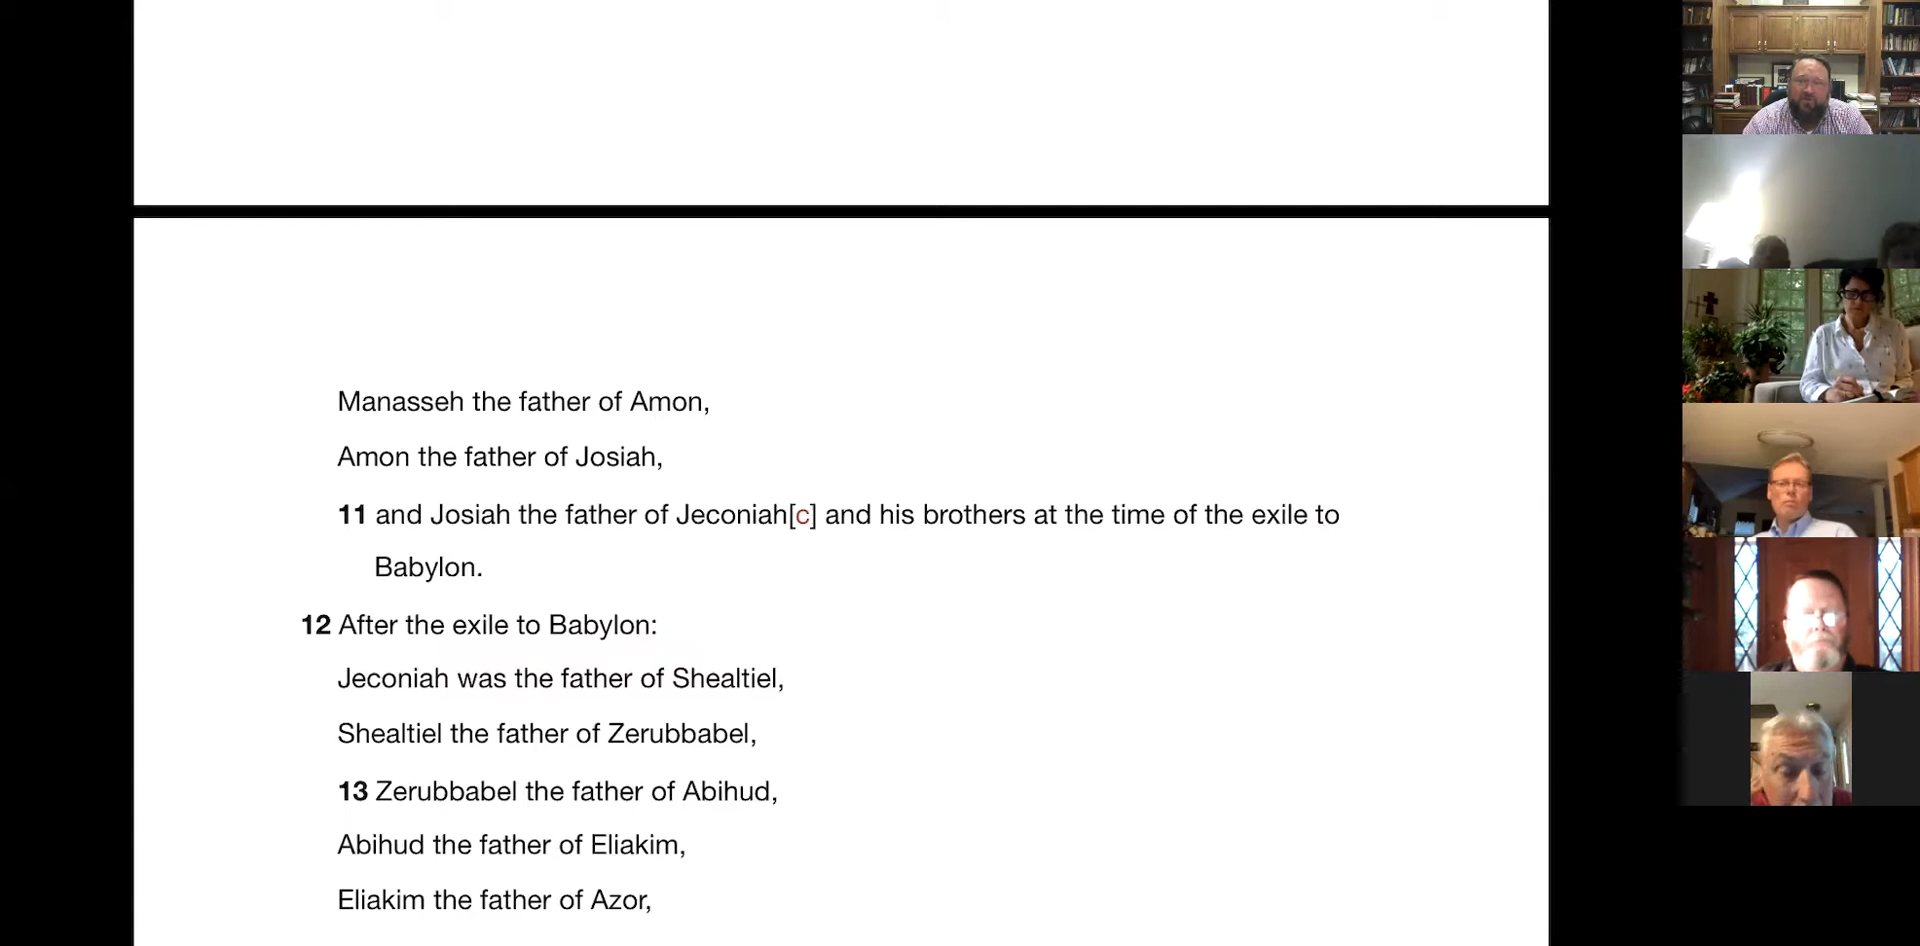 Manasseh the father of Amon,
Amon the father of Josiah,
11 and Josiah the father of Jeconiah[c] and his brothers at the time of the exile to
Babylon.
12 After the exile to Babylon:
Jeconiah was the father of Shealtiel,
Shealtiel the father of Zerubbabel,
13 Zerubbabel the father of Abihud,
Abihud the father of Eliakim,
Eliakim the father of Azor,